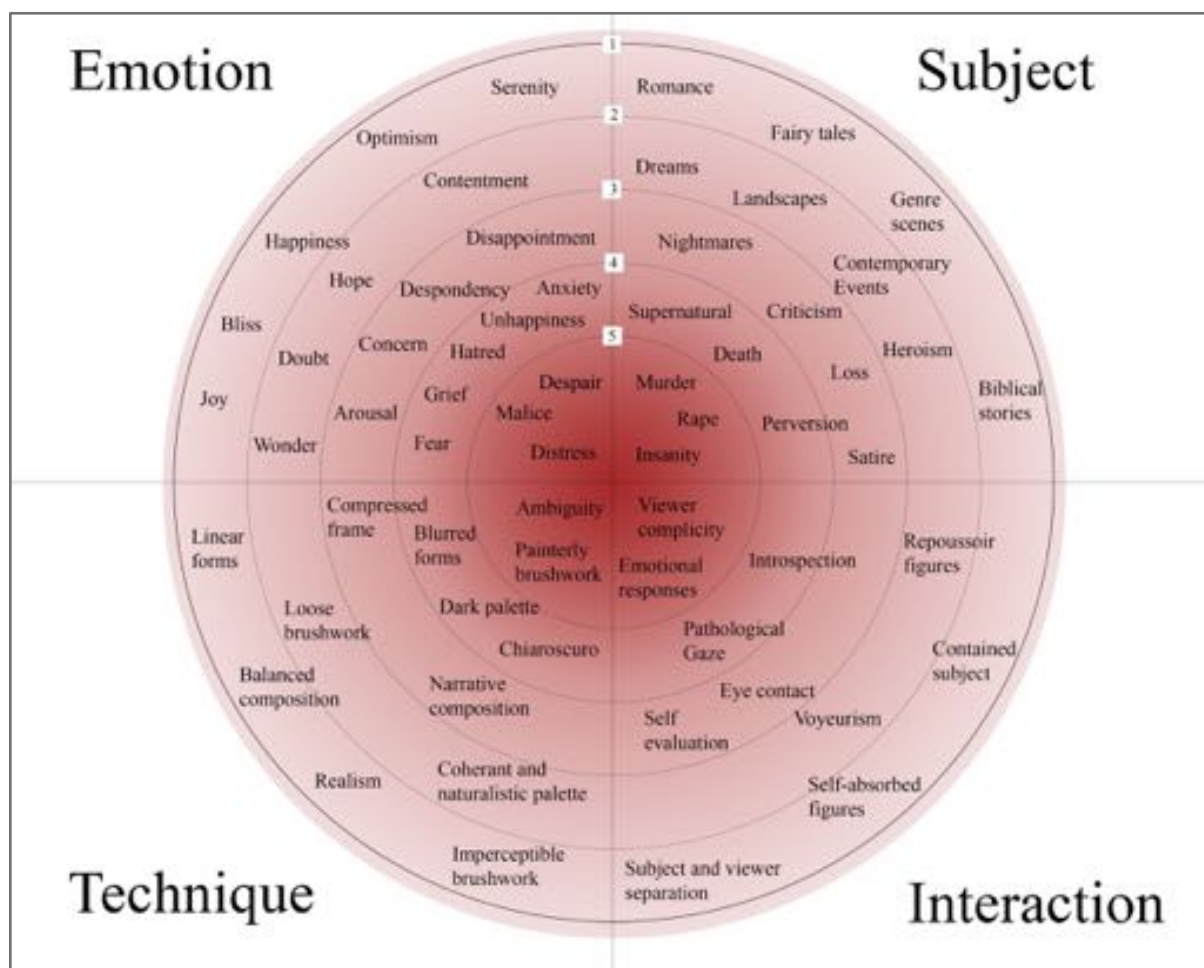 Emotion
Subject
1
Serenity
Romance
2
Optimism
Fairy tales
Contentment
Dreams
3
Landscapes
Genre
scenes
Happiness
Disappointment
Nightmares
Hope
4
Contemporary
Events
Despondency
Anxiety
Bliss
Unhappiness
Supernatural
Criticism
5
Doubt
Concern
Hatred
Death
Heroism
Loss
Joy
Grief
Despair
Murder
Biblical
stories
Arousal
Malice
Rape
Perversion
Wonder
Fear
Distress
Insanity
Satire
Compressed
frame
Ambiguity
Viewer
complicity
Linear
forms
Blurred
forms
Painterly
brushwork
Emotional
responses
Introspection
Repoussoir
figures
Loose
brushwork
Dark palette
Chiaroscuro
Pathological
Gaze
Contained
subject
Balanced
composition
Narrative
composition
Eye contact
Self
evaluation
Voyeurism
Realism
Coherant and
naturalistic palette
Self-absorbed
figures
Imperceptible
brushwork
Subject and viewer
separation
Technique
Interaction